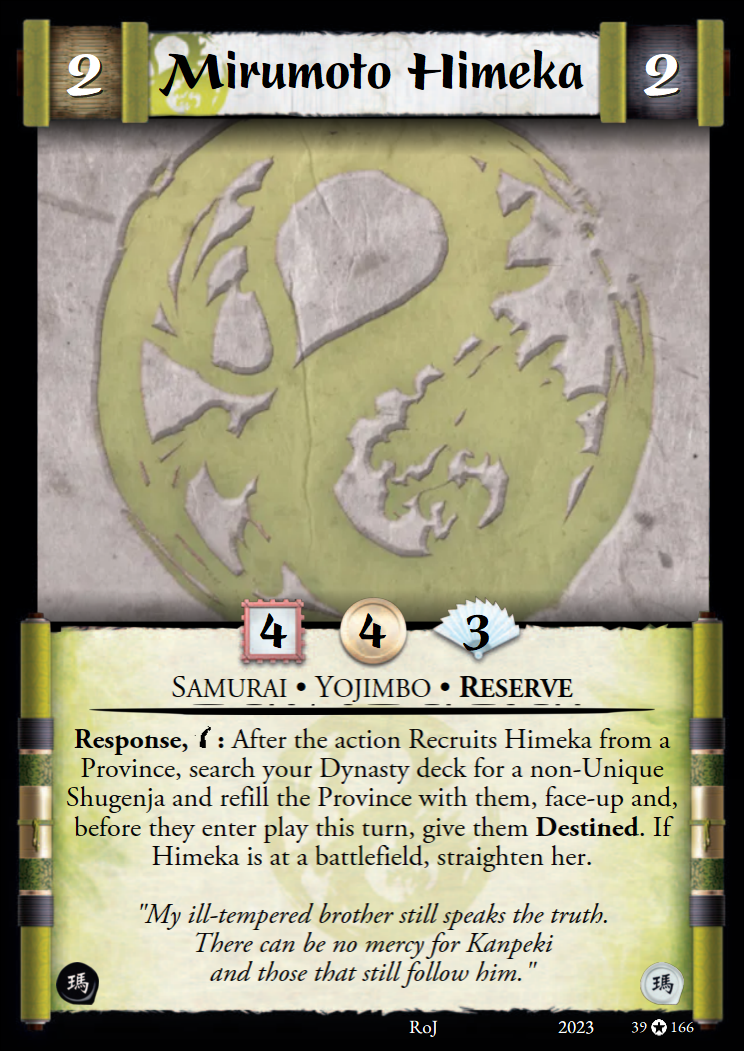 2 Mirumoto Himeka 2
4 4 3
Samurai • Yojimbo • Reserve
Response, : After the action Recruits Himeka from a
Province, search your Dynasty deck for a non-Unique
Shugenja and refill the Province with them, face-up and,
before they enter play this turn, give them Destined. If
Himeka is at a battlefield, straighten her.
"My ill-tempered brother still speaks the truth.
There can be no mercy for Kanpeki
and those that still follow him."
瑪 瑪
RoJ 2023 39 166